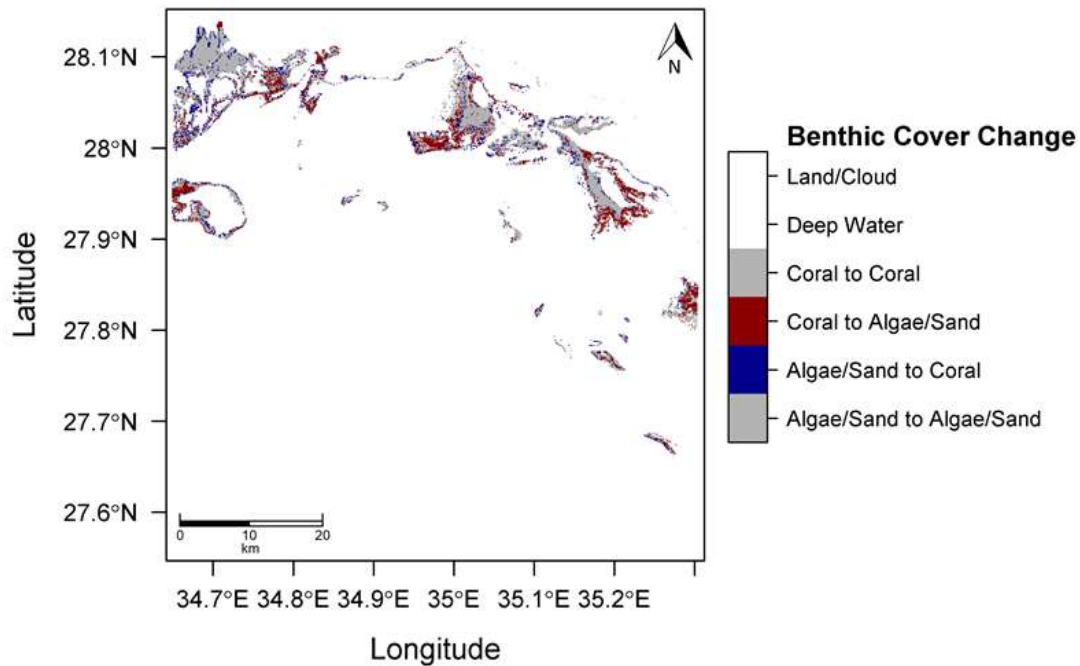 28.1°N
28°N
27.9°N
27.8°N
27.7°N
27.6°N
Latitude
N
0 10 20
km
34.7°E 34.8°E 34.9°E 35°E 35.1°E 35.2°E
Longitude
Benthic Cover Change
Land/Cloud
Deep Water
Coral to Coral
Coral to Algae/Sand
Algae/Sand to Coral
Algae/Sand to Algae/Sand